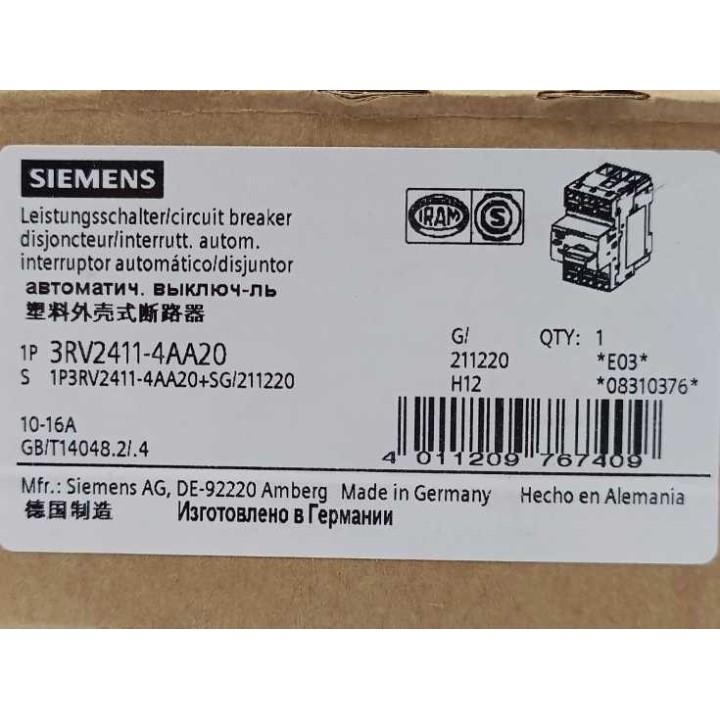 SIEMENS
Leistungsschalter/circuit breaker
disjoncteur/interrutt. autom.
interruptor automático/disjuntor
автоматич. выключ-ль
塑料外壳式断路器
IRAM S
1P 3RV2411-4AA20
S 1P3RV2411-4AA20+SG/211220
G/ QTY: 1
211220 *E03*
H12 *08310376*
10-16A
GB/T14048.2/.4
4 011209 767409
Mfr.: Siemens AG, DE-92220 Amberg Made in Germany Hecho en Alemania
德国制造 Изготовлено в Германии